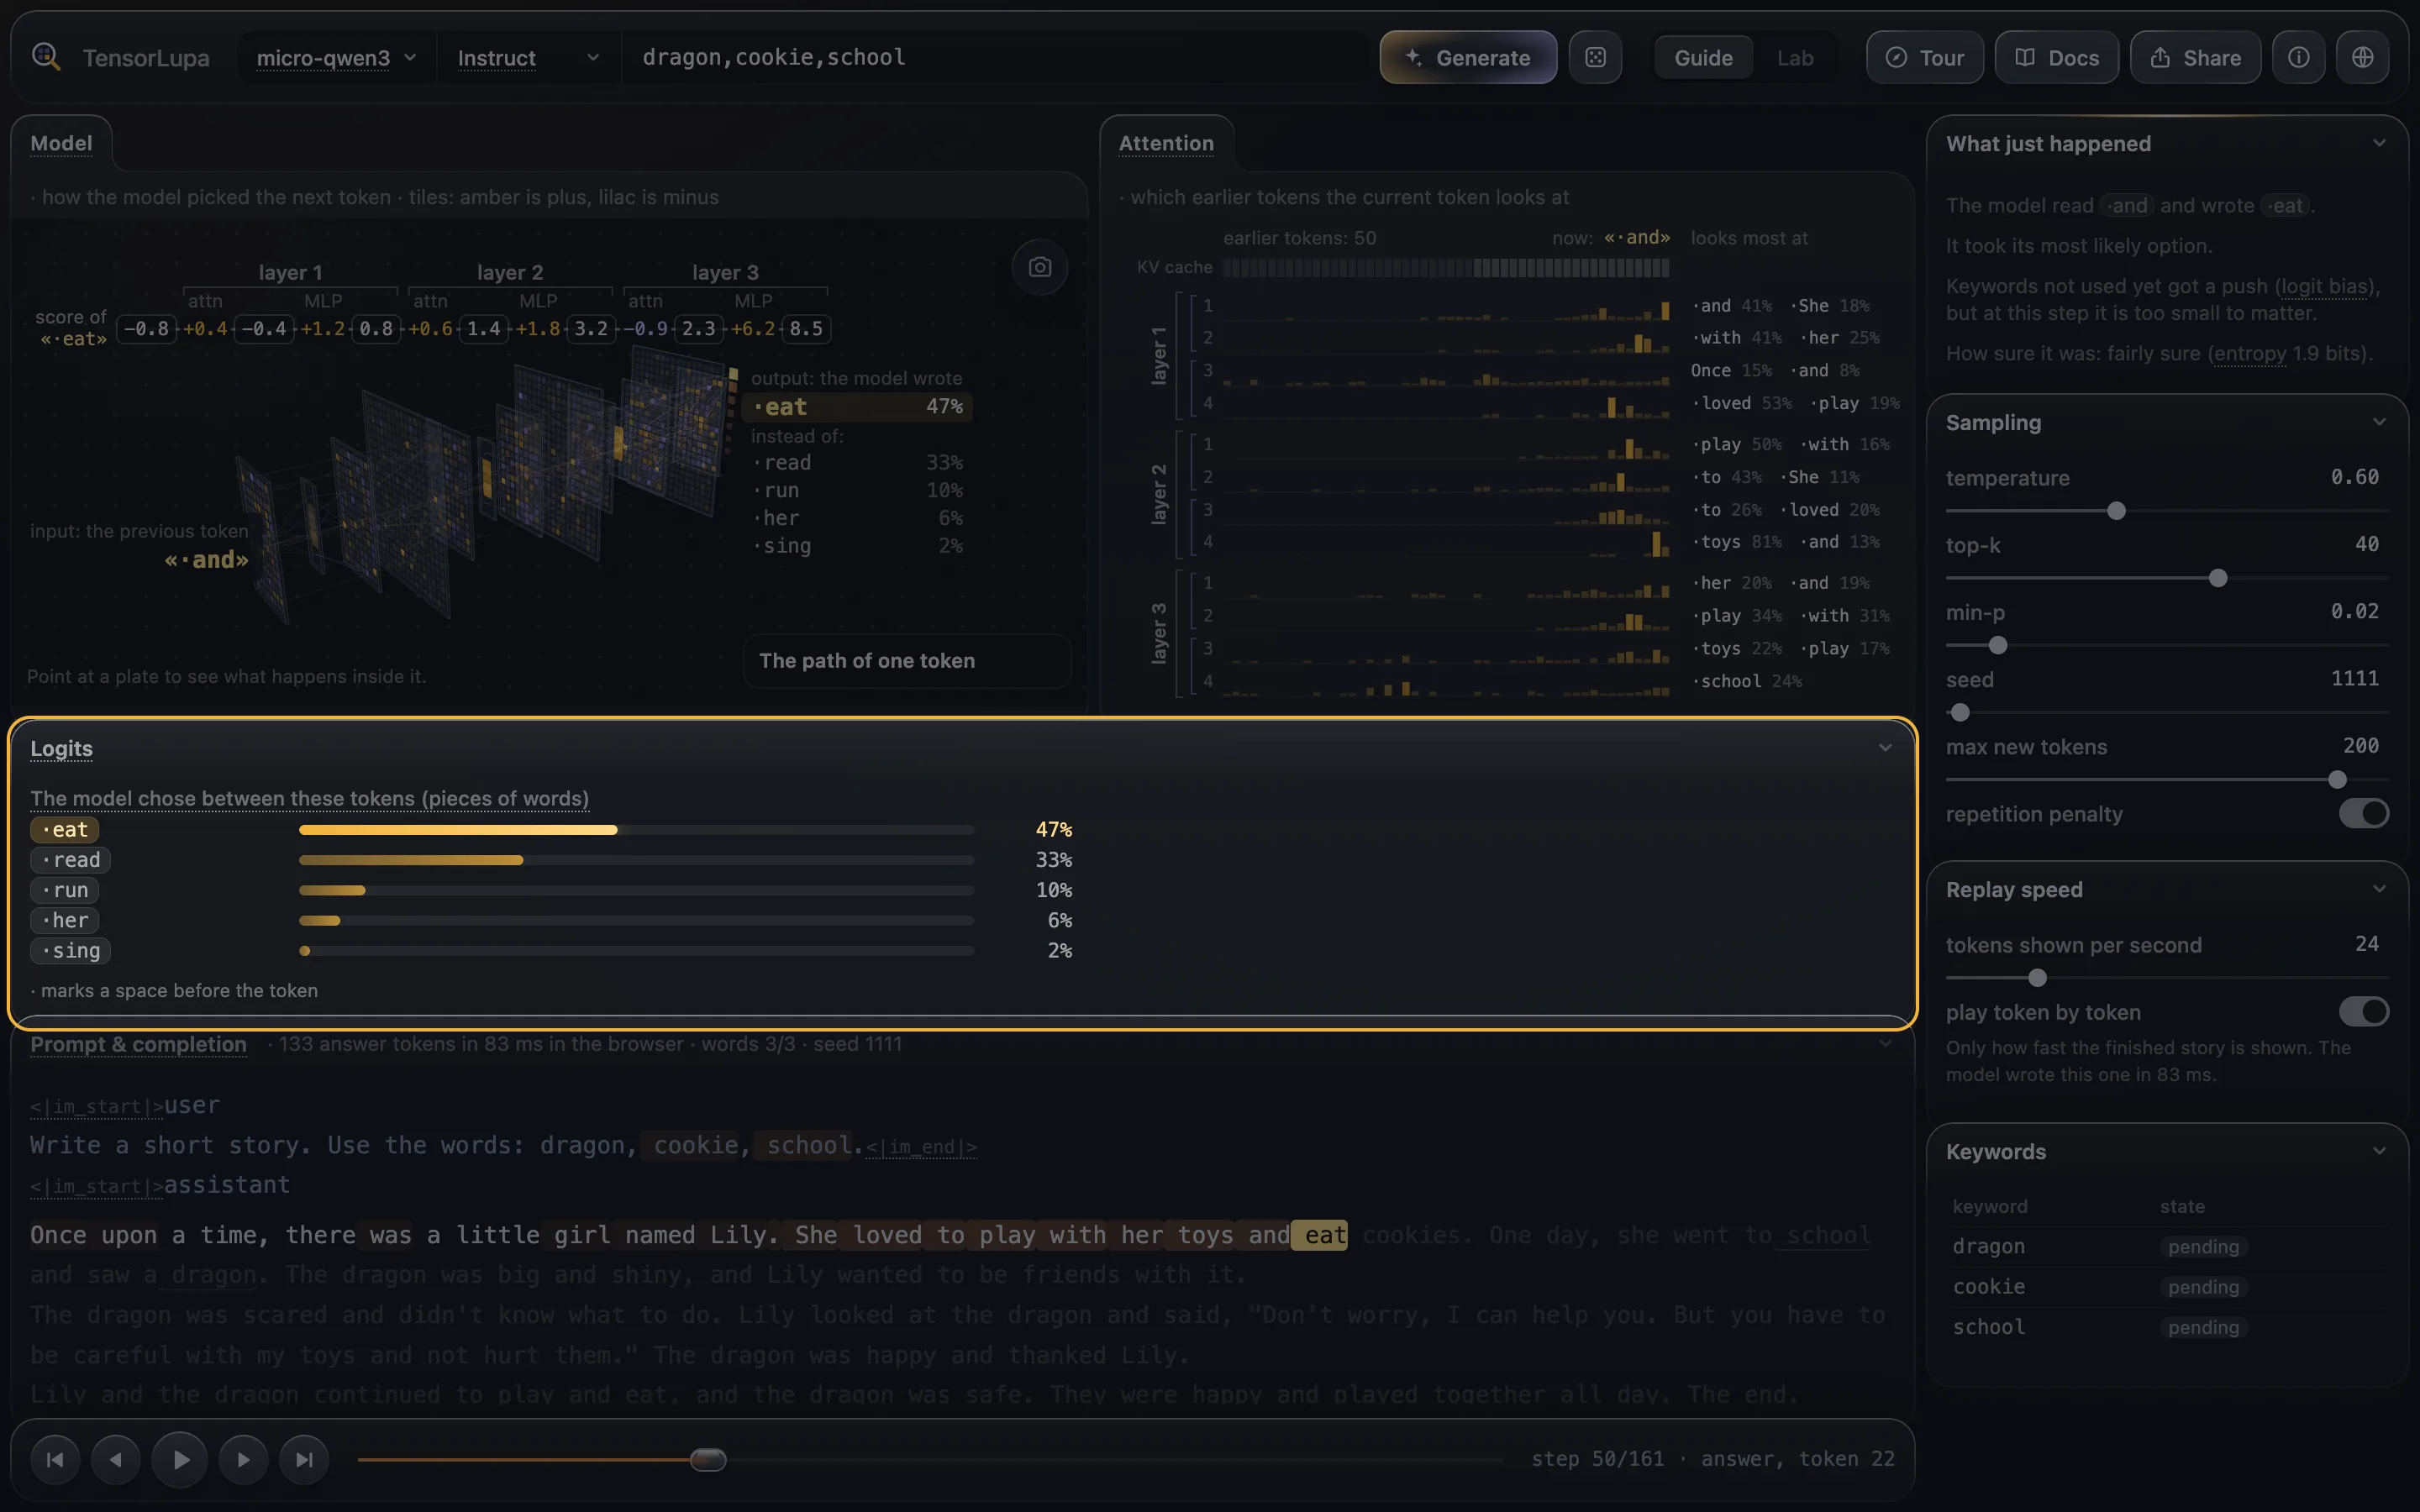 TensorLupa micro-qwen3 Instruct dragon,cookie,school Generate Guide Lab Tour Docs Share
Model
· how the model picked the next token · tiles: amber is plus, lilac is minus
layer 1 layer 2 layer 3
attn MLP attn MLP attn MLP
score of «·eat» −0.8 +0.4 −0.4 +1.2 0.8 +0.6 1.4 +1.8 3.2 −0.9 2.3 +6.2 8.5
output: the model wrote
·eat 47%
instead of:
·read 33%
·run 10%
·her 6%
·sing 2%
input: the previous token
«·and»
Point at a plate to see what happens inside it.
The path of one token
Attention
· which earlier tokens the current token looks at
earlier tokens: 50 now: «·and» looks most at
KV cache
layer 1
1 ·and 41% ·She 18%
2 ·with 41% ·her 25%
3 Once 15% ·and 8%
4 ·loved 53% ·play 19%
layer 2
1 ·play 50% ·with 16%
2 ·to 43% ·She 11%
3 ·to 26% ·loved 20%
4 ·toys 81% ·and 13%
layer 3
1 ·her 20% ·and 19%
2 ·play 34% ·with 31%
3 ·toys 22% ·play 17%
4 ·school 24%
Logits
The model chose between these tokens (pieces of words)
·eat 47%
·read 33%
·run 10%
·her 6%
·sing 2%
· marks a space before the token
Prompt & completion · 133 answer tokens in 83 ms in the browser · words 3/3 · seed 1111
<|im_start|>user
Write a short story. Use the words: dragon, cookie, school.<|im_end|>
<|im_start|>assistant
Once upon a time, there was a little girl named Lily. She loved to play with her toys and eat cookies. One day, she went to school
and saw a dragon. The dragon was big and shiny, and Lily wanted to be friends with it.
The dragon was scared and didn't know what to do. Lily looked at the dragon and said, "Don't worry, I can help you. But you have to
be careful with my toys and not hurt them." The dragon was happy and thanked Lily.
Lily and the dragon continued to play and eat, and the dragon was safe. They were happy and played together all day. The end.
step 50/161 · answer, token 22
What just happened
The model read ·and and wrote ·eat.
It took its most likely option.
Keywords not used yet got a push (logit bias),
but at this step it is too small to matter.
How sure it was: fairly sure (entropy 1.9 bits).
Sampling
temperature 0.60
top-k 40
min-p 0.02
seed 1111
max new tokens 200
repetition penalty
Replay speed
tokens shown per second 24
play token by token
Only how fast the finished story is shown. The
model wrote this one in 83 ms.
Keywords
keyword state
dragon pending
cookie pending
school pending